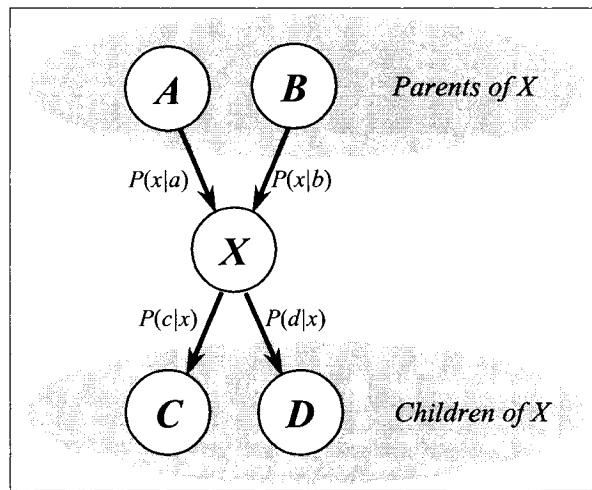 A B Parents of X
P(x|a) P(x|b)
X
P(c|x) P(d|x)
C D Children of X